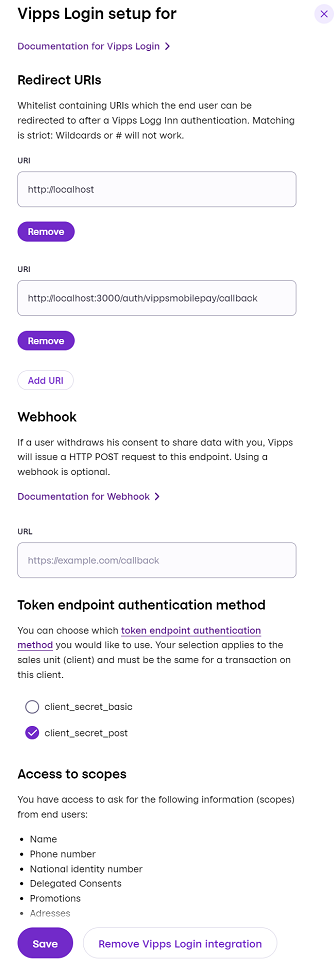 Vipps Login setup for
Documentation for Vipps Login
Redirect URIs
Whitelist containing URIs which the end user can be
redirected to after a Vipps Logg Inn authentication. Matching
is strict: Wildcards or # will not work.
URI
http://localhost
Remove
URI
http://localhost:3000/auth/vippsmobilepay/callback
Remove
Add URI
Webhook
If a user withdraws his consent to share data with you, Vipps
will issue a HTTP POST request to this endpoint. Using a
webhook is optional.
Documentation for Webhook
URL
https://example.com/callback
Token endpoint authentication method
You can choose which token endpoint authentication
method you would like to use. Your selection applies to the
sales unit (client) and must be the same for a transaction on
this client.
client_secret_basic
client_secret_post
Access to scopes
You have access to ask for the following information (scopes)
from end users:
• Name
• Phone number
• National identity number
• Delegated Consents
• Promotions
• Adresses
Save
Remove Vipps Login integration